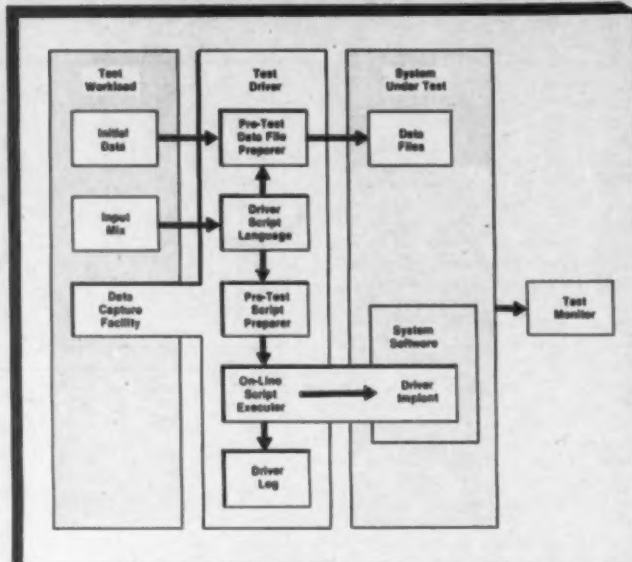 Test
Workload
Test
Driver
System
Under Test
Initial
Data
Pre-Test
Data File
Preparer
Data
Files
Input
Mix
Driver
Script
Language
Data
Capture
Facility
Pre-Test
Script
Preparer
Test
Monitor
System
Software
On-Line
Script
Executer
Driver
Implant
Driver
Log